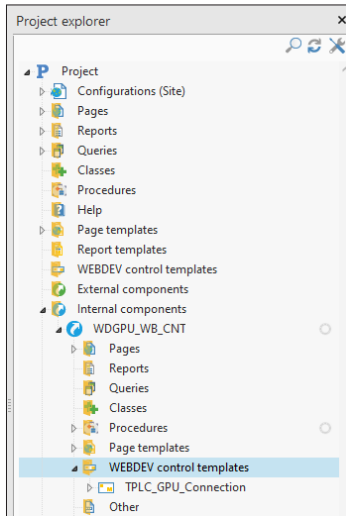 Project explorer
Project
Configurations (Site)
Pages
Reports
Queries
Classes
Procedures
Help
Page templates
Report templates
WEBDEV control templates
External components
Internal components
WDGPU_WB_CNT
Pages
Reports
Queries
Classes
Procedures
Page templates
WEBDEV control templates
TPLC_GPU_Connection
Other